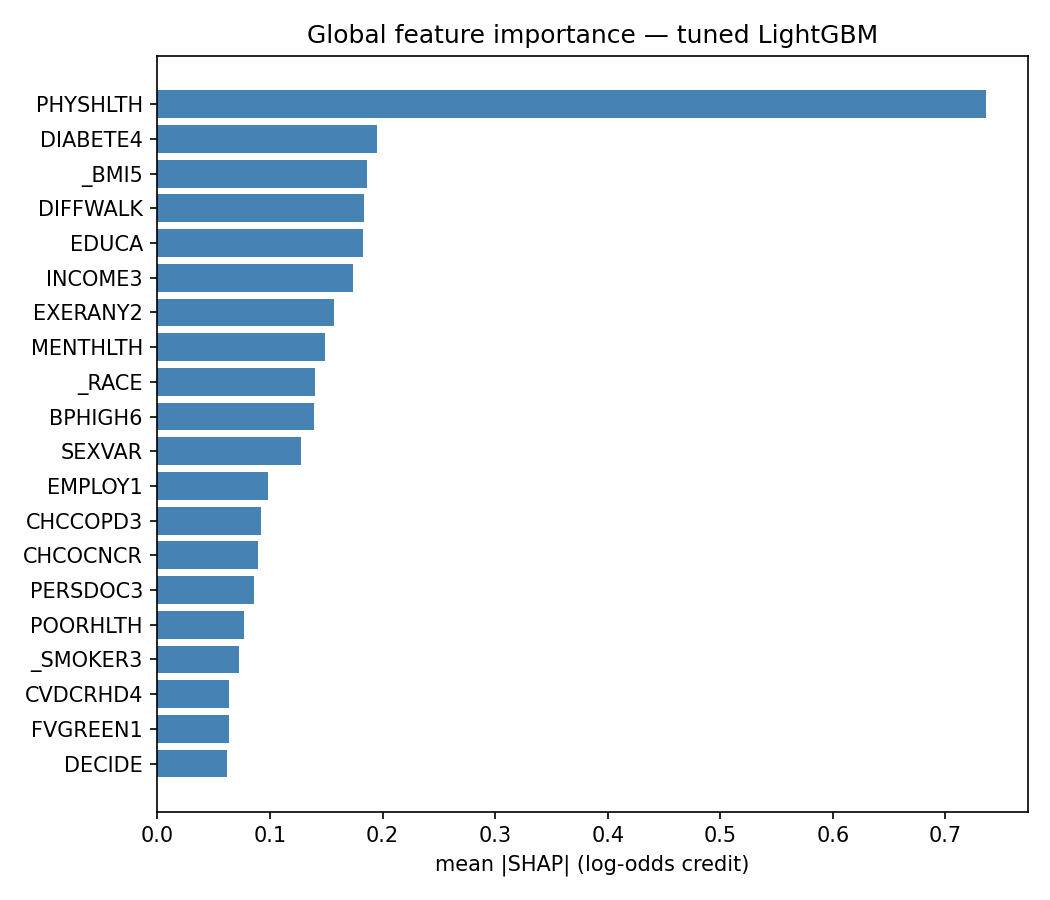 Global feature importance — tuned LightGBM
PHYSHLTH
DIABETE4
_BMI5
DIFFWALK
EDUCA
INCOME3
EXERANY2
MENTHLTH
_RACE
BPHIGH6
SEXVAR
EMPLOY1
CHCCOPD3
CHCOCNCR
PERSDOC3
POORHLTH
_SMOKER3
CVDCRHD4
FVGREEN1
DECIDE
0.0 0.1 0.2 0.3 0.4 0.5 0.6 0.7
mean |SHAP| (log-odds credit)